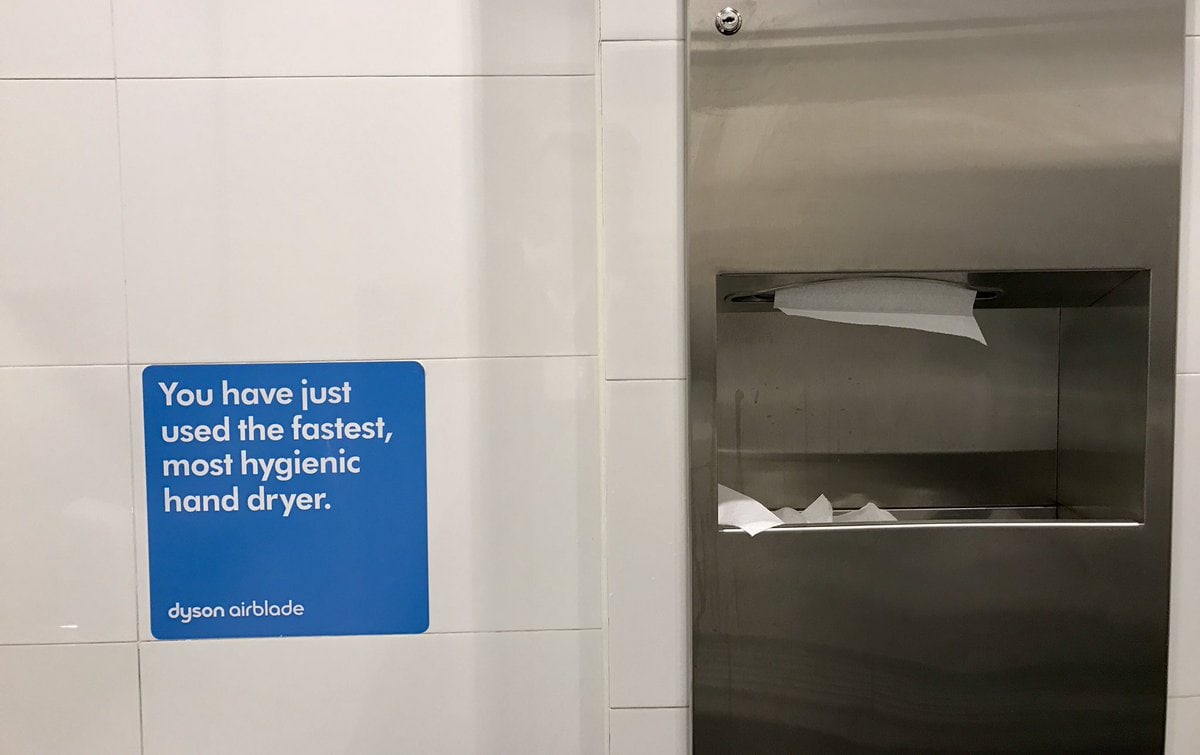 You have just
used the fastest,
most hygienic
hand dryer.
dyson airblade